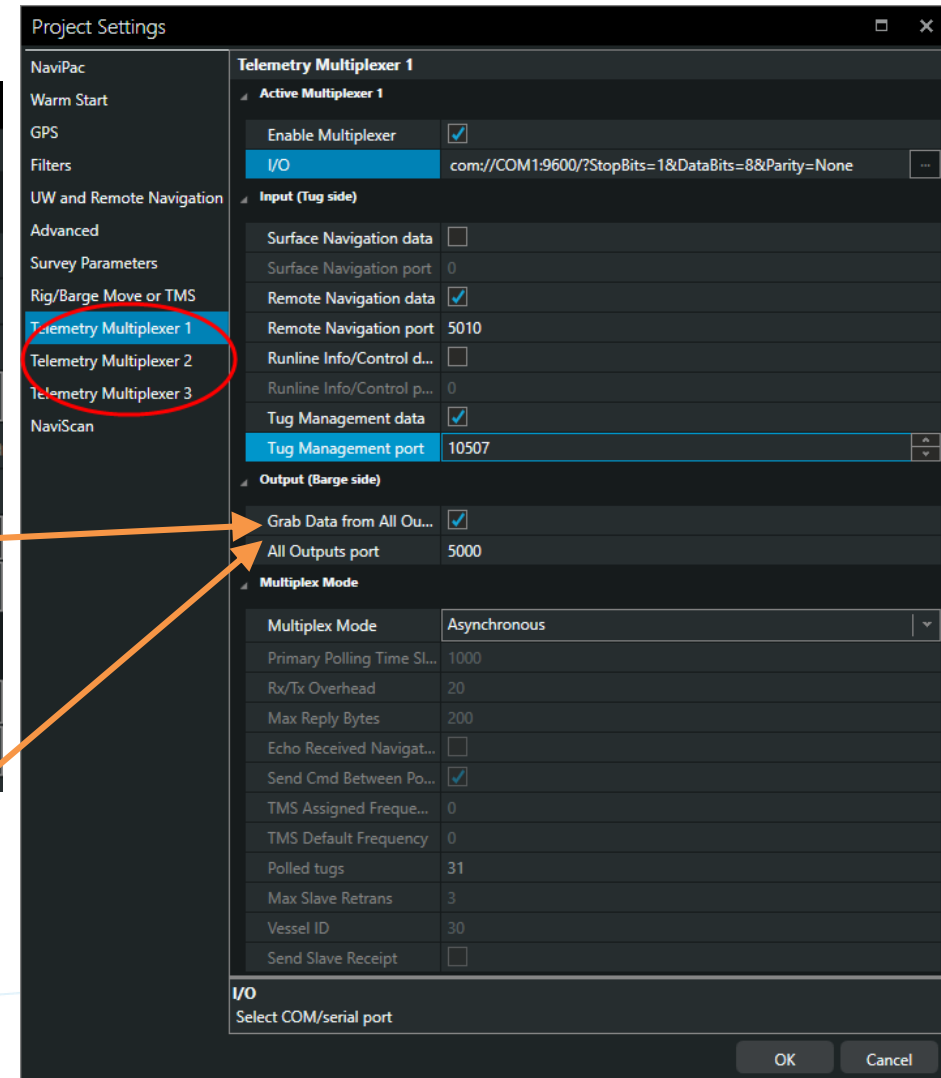 Project Settings
NaviPac
Warm Start
GPS
Filters
UW and Remote Navigation
Advanced
Survey Parameters
Rig/Barge Move or TMS
Telemetry Multiplexer 1
Telemetry Multiplexer 2
Telemetry Multiplexer 3
NaviScan
Telemetry Multiplexer 1
Active Multiplexer 1
Enable Multiplexer
I/O com://COM1:9600/?StopBits=1&DataBits=8&Parity=None ...
Input (Tug side)
Surface Navigation data
Surface Navigation port 0
Remote Navigation data
Remote Navigation port 5010
Runline Info/Control d...
Runline Info/Control p... 0
Tug Management data
Tug Management port 10507
Output (Barge side)
Grab Data from All Ou...
All Outputs port 5000
Multiplex Mode
Multiplex Mode Asynchronous
Primary Polling Time Sl... 1000
Rx/Tx Overhead 20
Max Reply Bytes 200
Echo Received Navigat...
Send Cmd Between Po...
TMS Assigned Freque... 0
TMS Default Frequency 0
Polled tugs 31
Max Slave Retrans 3
Vessel ID 30
Send Slave Receipt
I/O
Select COM/serial port
OK Cancel